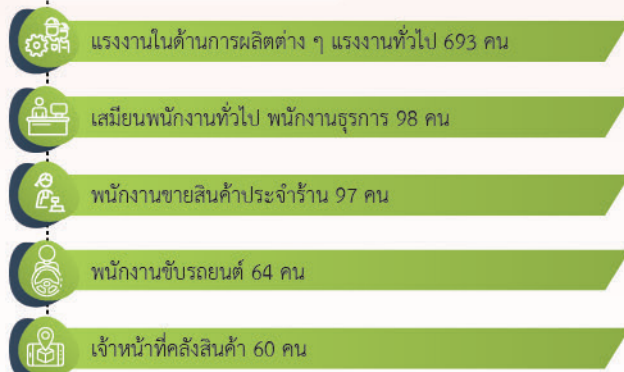 แรงงานในด้านการผลิตต่าง ๆ แรงงานทั่วไป 693 คน
เสมียนพนักงานทั่วไป พนักงานธุรการ 98 คน
พนักงานขายสินค้าประจำร้าน 97 คน
พนักงานขับรถยนต์ 64 คน
เจ้าหน้าที่คลังสินค้า 60 คน